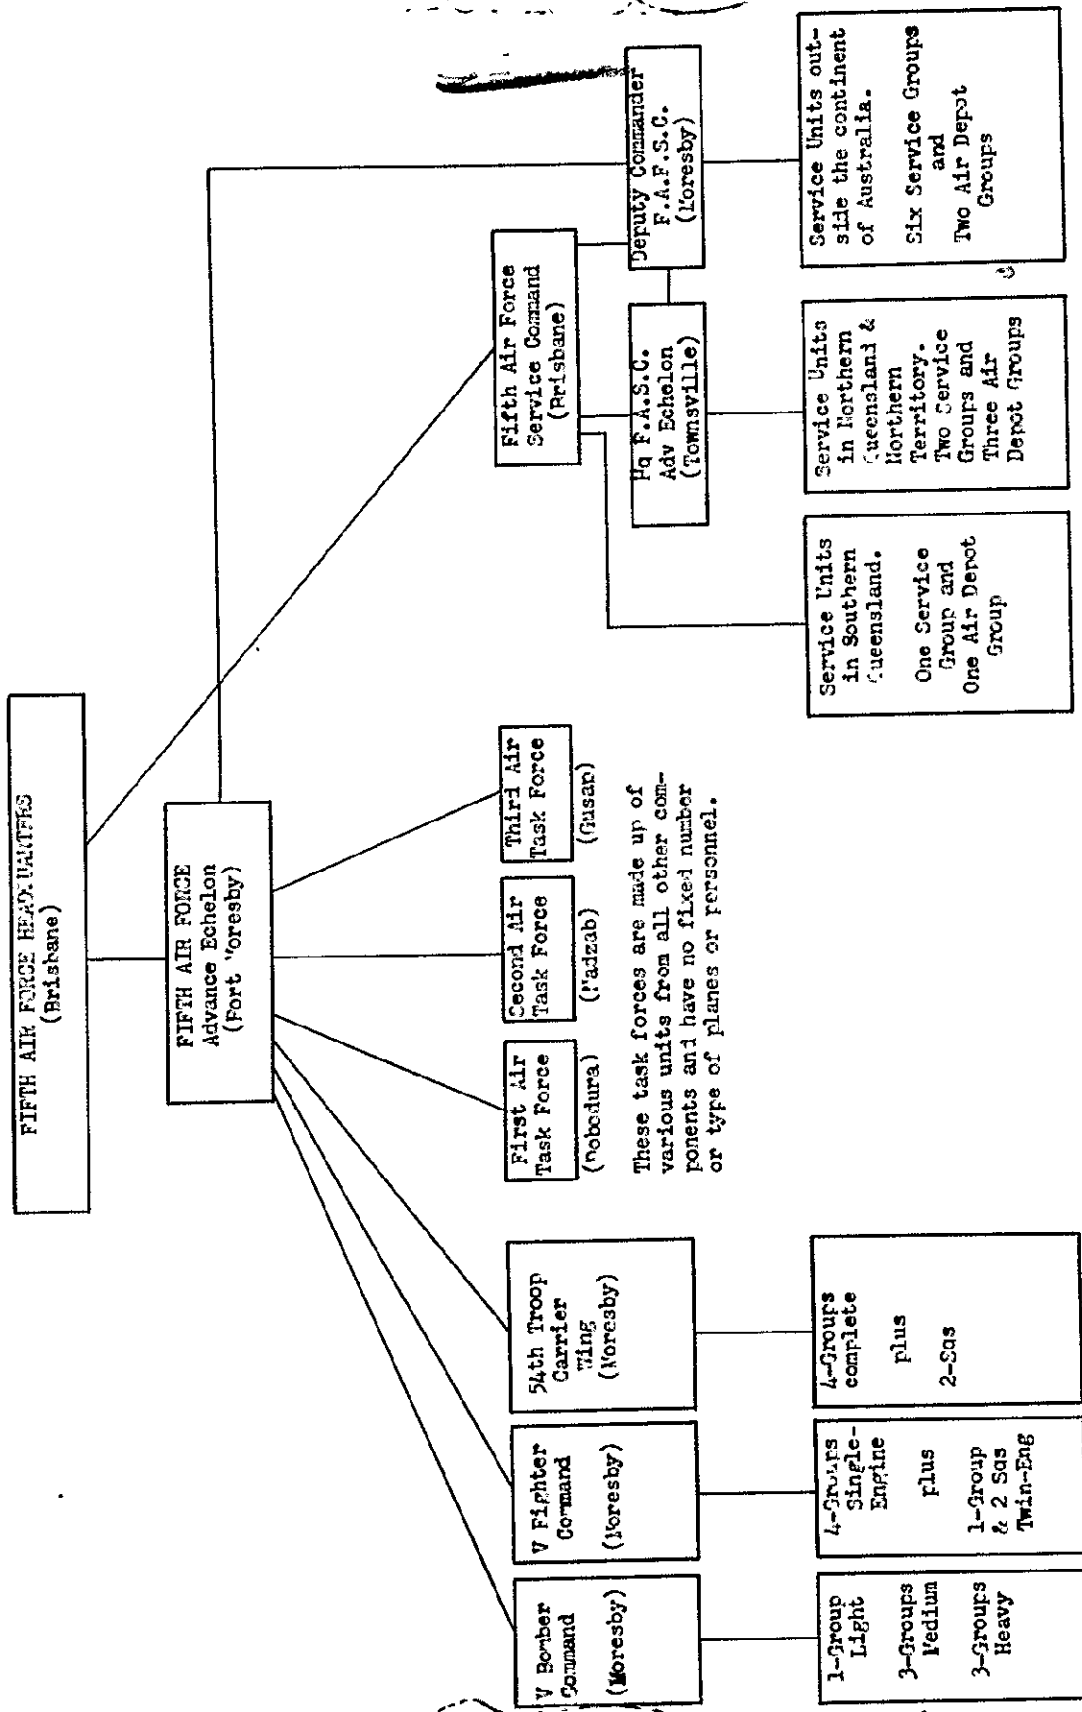 FIFTH AIR FORCE HEADQUARTERS
(Brisbane)
FIFTH AIR FORCE
Advance Echelon
(Port Moresby)
V Bomber
Command
(Moresby)
V Fighter
Command
(Moresby)
54th Troop
Carrier
Wing
(Moresby)
First Air
Task Force
(Dobodura)
Second Air
Task Force
(Nadzab)
Third Air
Task Force
(Gusap)
These task forces are made up of
various units from all other com-
ponents and have no fixed number
or type of planes or personnel.
Fifth Air Force
Service Command
(Brisbane)
Hq F.A.S.C.
Adv Echelon
(Townsville)
Deputy Commander
F.A.F.S.C.
(Moresby)
1-Group
Light
3-Groups
Medium
3-Groups
Heavy
4-Groups
Single-
Engine
plus
1-Group
& 2 Sqs
Twin-Eng
4-Groups
complete
plus
2-Sqs
Service Units
in Southern
Queensland.
One Service
Group and
One Air Depot
Group
Service Units
in Northern
Queensland &
Northern
Territory.
Two Service
Groups and
Three Air
Depot Groups
Service Units out-
side the continent
of Australia.
Six Service Groups
and
Two Air Depot
Groups